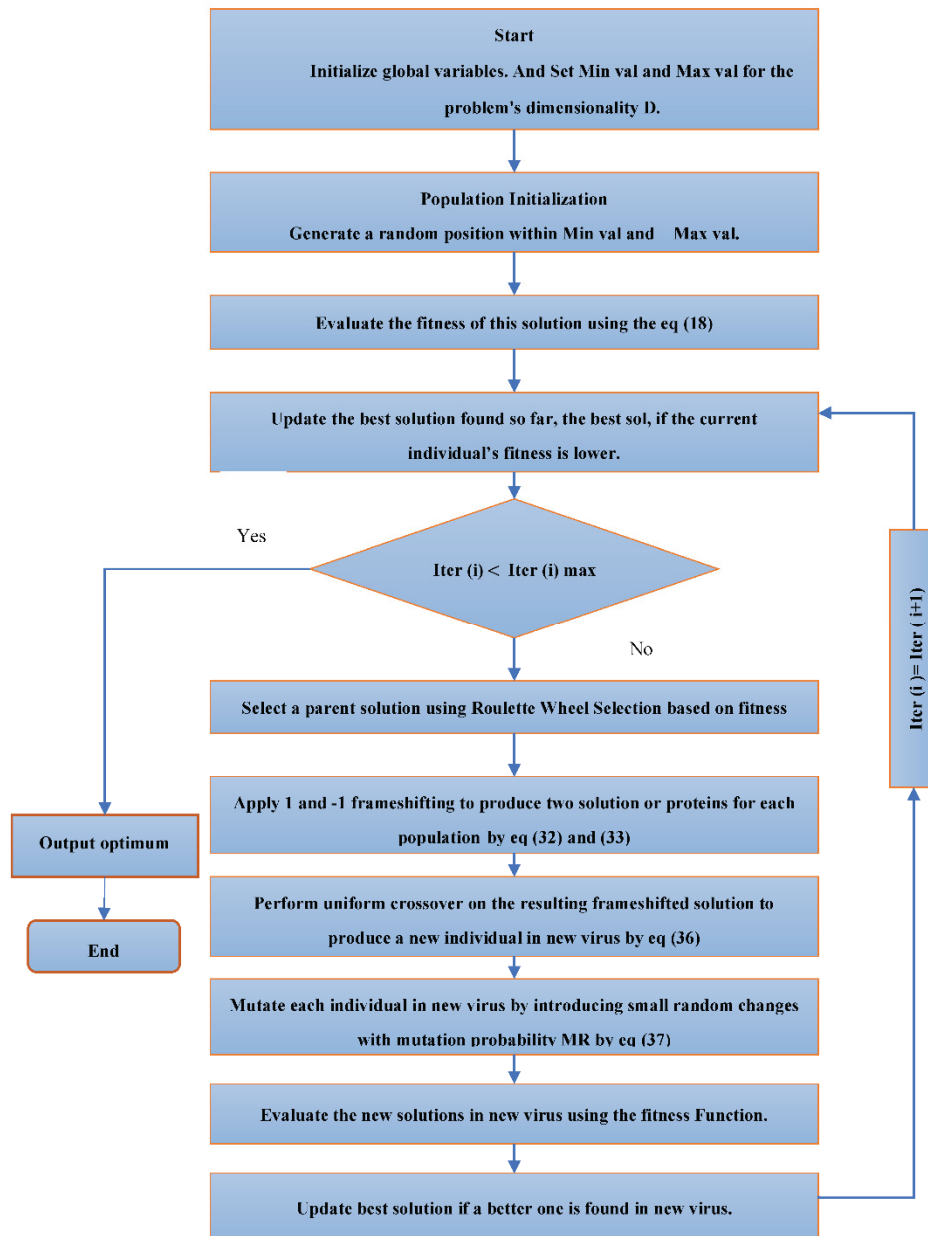 Start
Initialize global variables. And Set Min val and Max val for the
problem's dimensionality D.
Population Initialization
Generate a random position within Min val and Max val.
Evaluate the fitness of this solution using the eq (18)
Update the best solution found so far, the best sol, if the current
individual's fitness is lower.
Yes
Iter (i) < Iter (i) max
No
Iter (i )= Iter ( i+1)
Select a parent solution using Roulette Wheel Selection based on fitness
Apply 1 and -1 frameshifting to produce two solution or proteins for each
population by eq (32) and (33)
Output optimum
Perform uniform crossover on the resulting frameshifted solution to
produce a new individual in new virus by eq (36)
End
Mutate each individual in new virus by introducing small random changes
with mutation probability MR by eq (37)
Evaluate the new solutions in new virus using the fitness Function.
Update best solution if a better one is found in new virus.